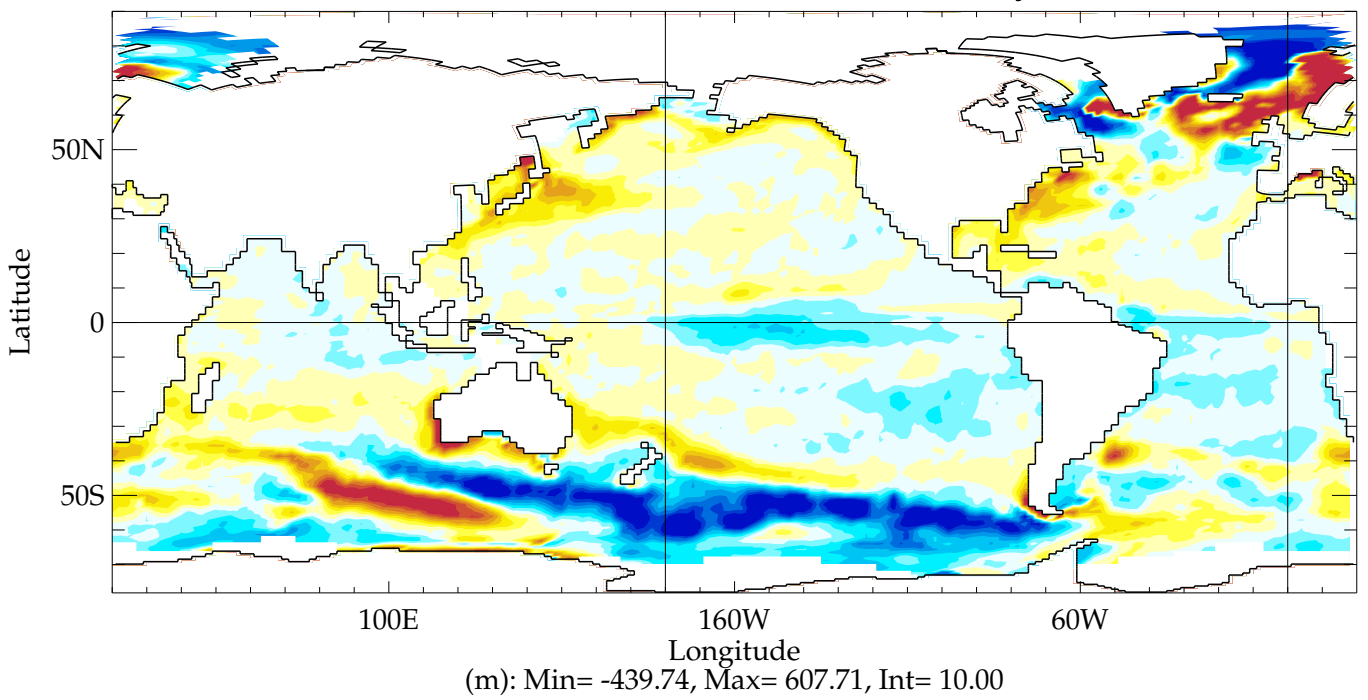 50N
0
50S
Latitude
100E
160W
60W
Longitude
(m): Min= -439.74, Max= 607.71, Int= 10.00